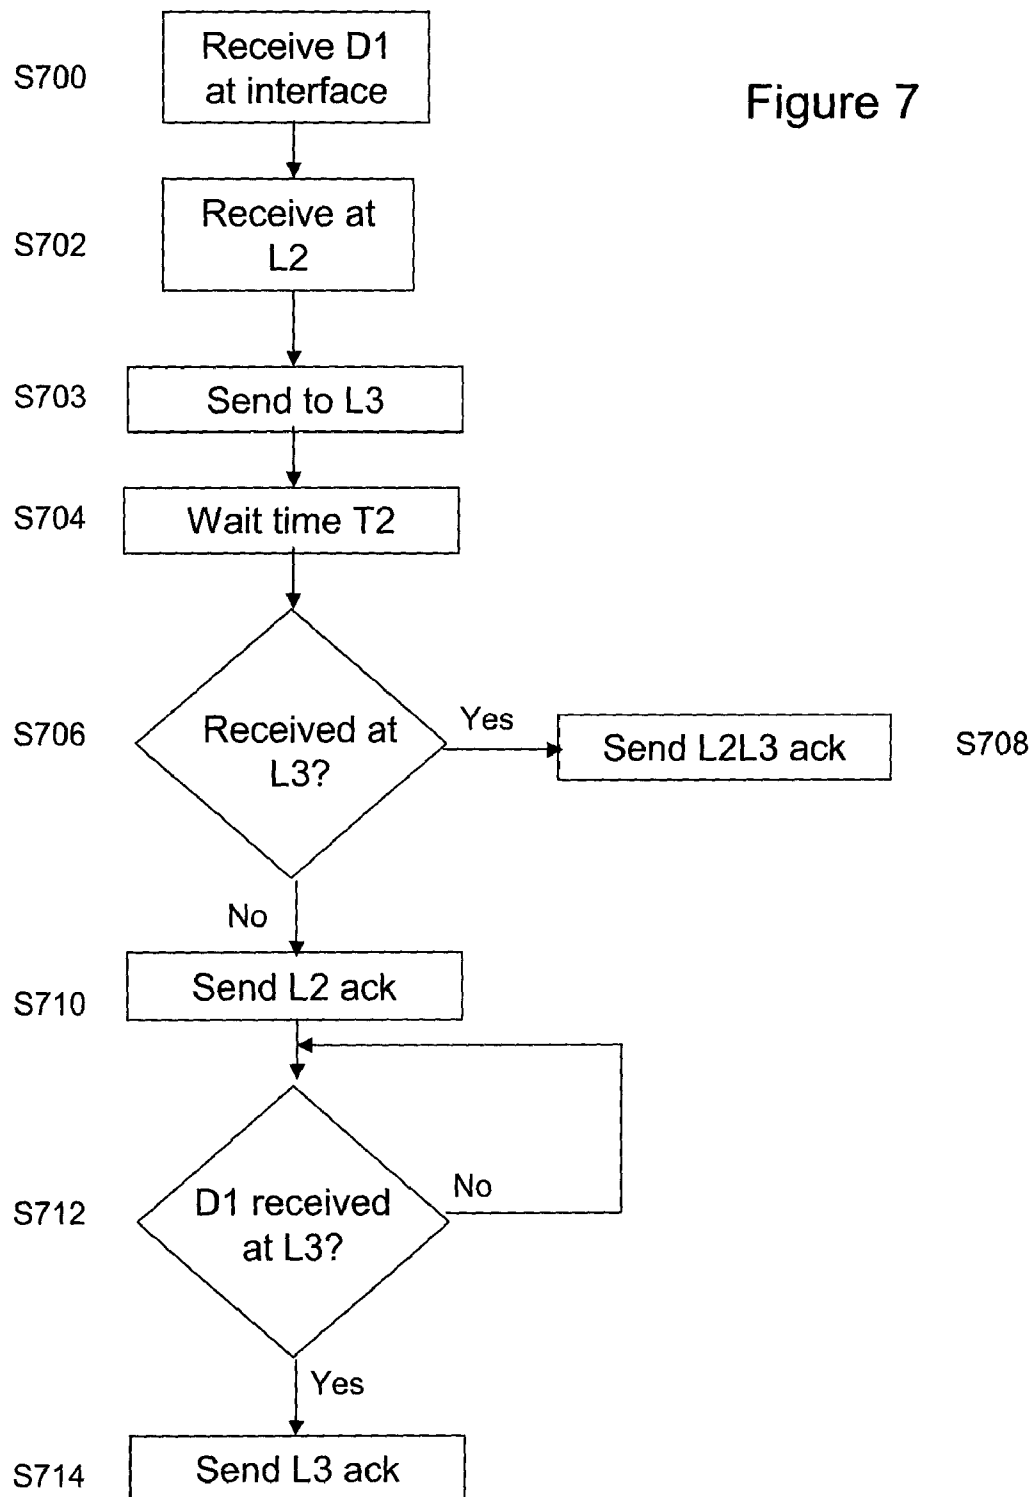 Figure 7
S700
Receive D1
at interface
S702
Receive at
L2
S703
Send to L3
S704
Wait time T2
S706
Received at
L3?
Yes
Send L2L3 ack
S708
No
S710
Send L2 ack
S712
D1 received
at L3?
No
Yes
S714
Send L3 ack